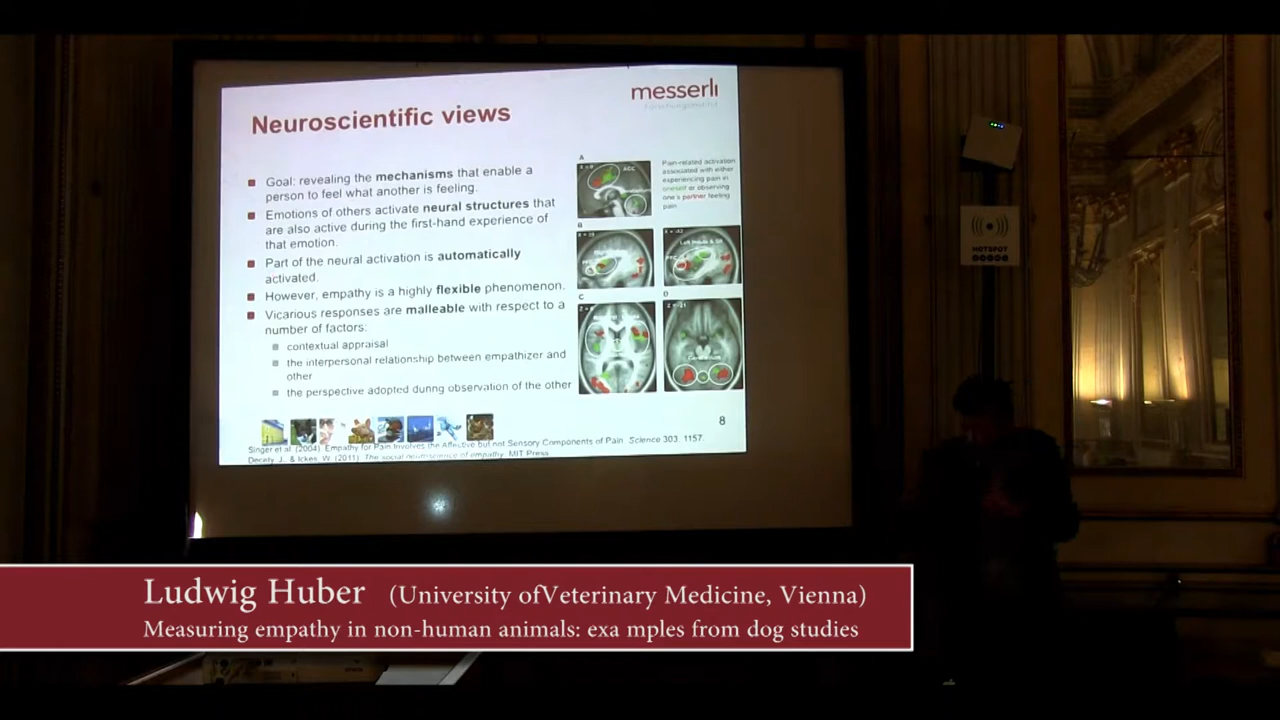 messerli
Forschungsinstitut
Neuroscientific views
Goal: revealing the mechanisms that enable a
person to feel what another is feeling.
Emotions of others activate neural structures that
are also active during the first-hand experience of
that emotion.
Part of the neural activation is automatically
activated.
However, empathy is a highly flexible phenomenon.
Vicarious responses are malleable with respect to a
number of factors:
contextual appraisal
the interpersonal relationship between empathizer and
other
the perspective adopted during observation of the other
A
ACC
Pain-related activation
associated with either
experiencing pain in
oneself or observing
one's partner feeling
pain
B
C
D
Cerebellum
8
Singer et al. (2004) Empathy for Pain Involves the Affective but not Sensory Components of Pain. Science 303. 1157.
Decety J., & Ickes, W. (2011) The social neuroscience of empathy. MIT Press
HOTSPOT
Ludwig Huber (University ofVeterinary Medicine, Vienna)
Measuring empathy in non-human animals: exa mples from dog studies